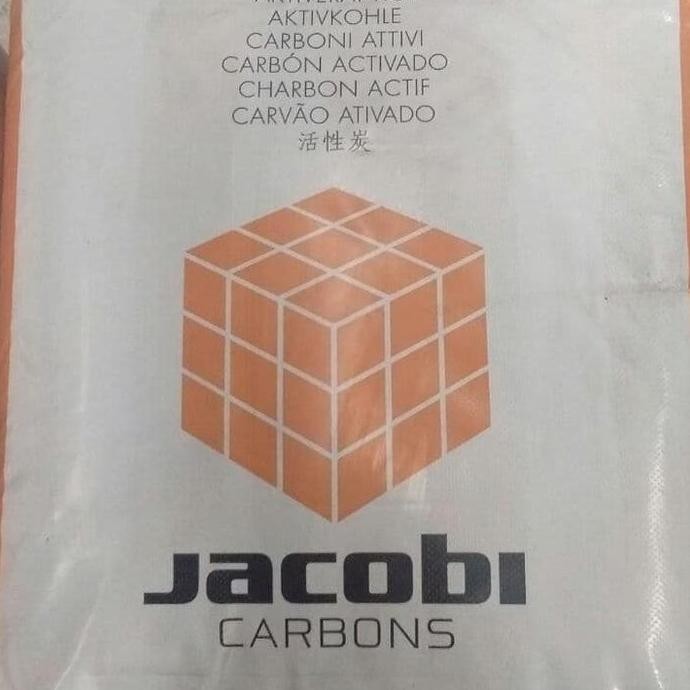 AKTIVKOHLE
CARBONI ATTIVI
CARBÓN ACTIVADO
CHARBON ACTIF
CARVÃO ATIVADO
活性炭
Jacobi
CARBONS